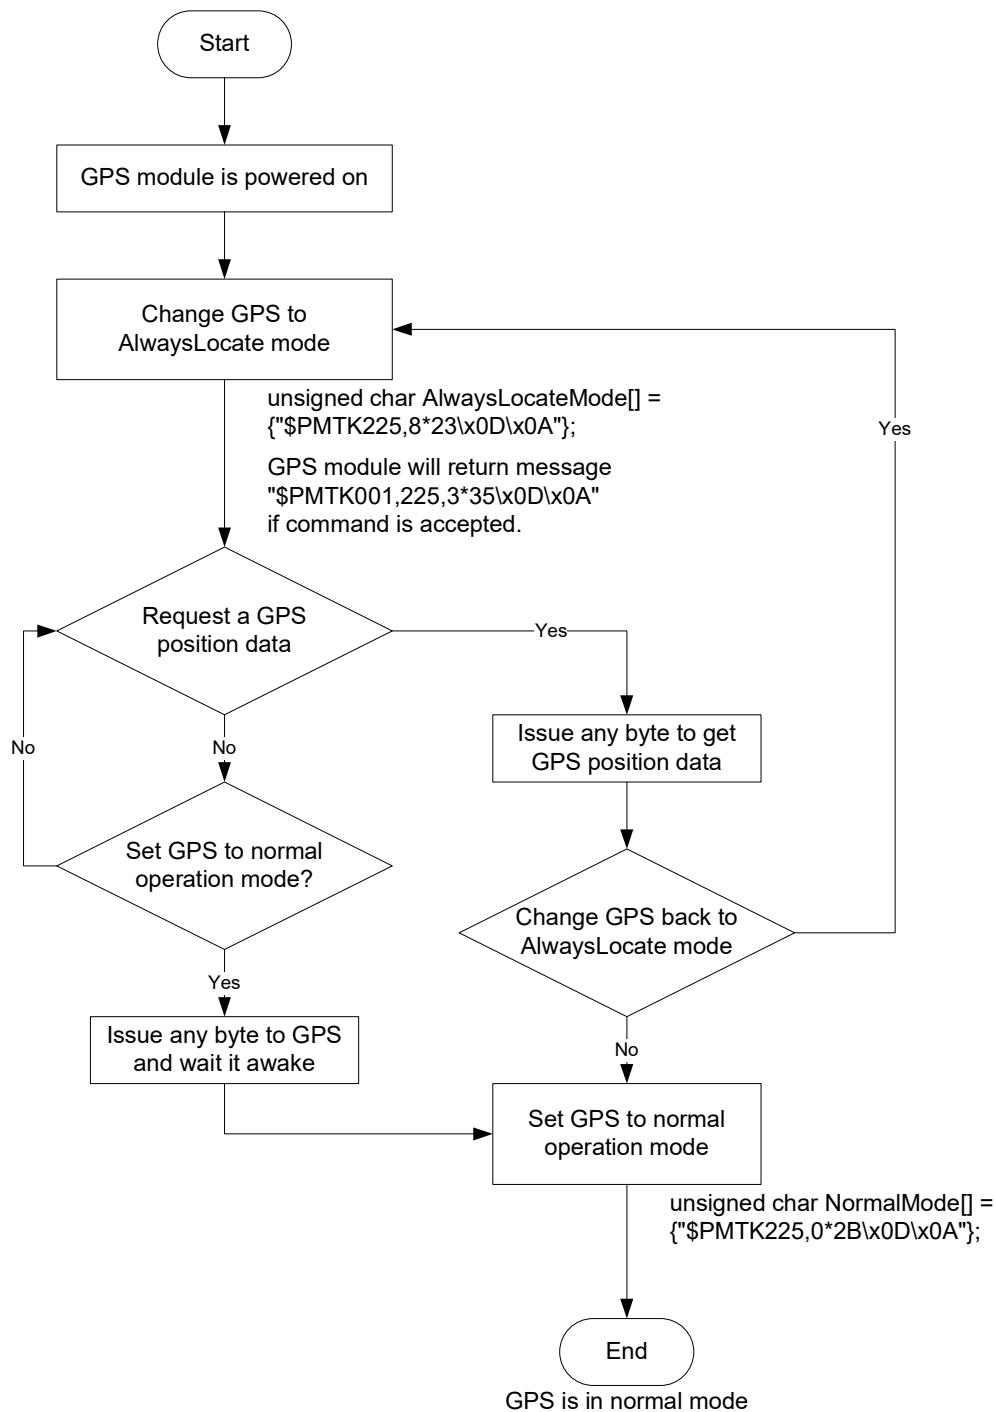 Start
GPS module is powered on
Change GPS to
AlwaysLocate mode
unsigned char AlwaysLocateMode[] =
{"$PMTK225,8*23\x0D\x0A"};
GPS module will return message
"$PMTK001,225,3*35\x0D\x0A"
if command is accepted.
Yes
Request a GPS
position data
Yes
No
No
Issue any byte to get
GPS position data
Set GPS to normal
operation mode?
Change GPS back to
AlwaysLocate mode
Yes
Issue any byte to GPS
and wait it awake
No
Set GPS to normal
operation mode
unsigned char NormalMode[] =
{"$PMTK225,0*2B\x0D\x0A"};
End
GPS is in normal mode